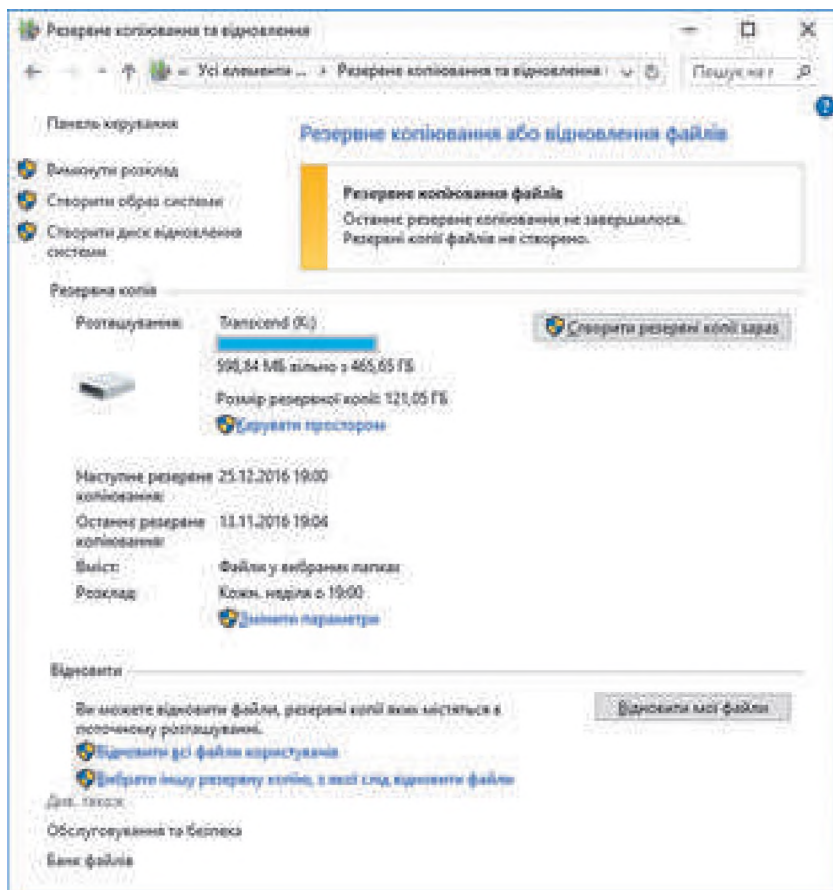 Резервне копіювання та відновлення
Усі елементи ... › Резервне копіювання та відновлення
Пошук на п
Панель керування
Вимкнути розклад
Створити образ системи
Створити диск відновлення
системи
Резервне копіювання або відновлення файлів
Резервне копіювання файлів
Останнє резервне копіювання не завершилося.
Резервні копії файлів не створено.
Резервна копія
Розташування:
Transcend (K:)
Створити резервні копії зараз
598,84 МБ вільно з 465,65 ГБ
Розмір резервної копії: 121,05 ГБ
Керувати простором
Наступне резервне 25.12.2016 19:00
копіювання:
Останнє резервне 13.11.2016 19:04
копіювання:
Вміст: Файли у вибраних папках
Розклад: Кожн. неділя о 19:00
Змінити параметри
Відновити
Ви можете відновити файли, резервні копії яких містяться в
поточному розташуванні.
Відновити мої файли
Відновити всі файли користувачів
Вибрати іншу резервну копію, з якої слід відновити файли
Див. також
Обслуговування та безпека
Банк файлів